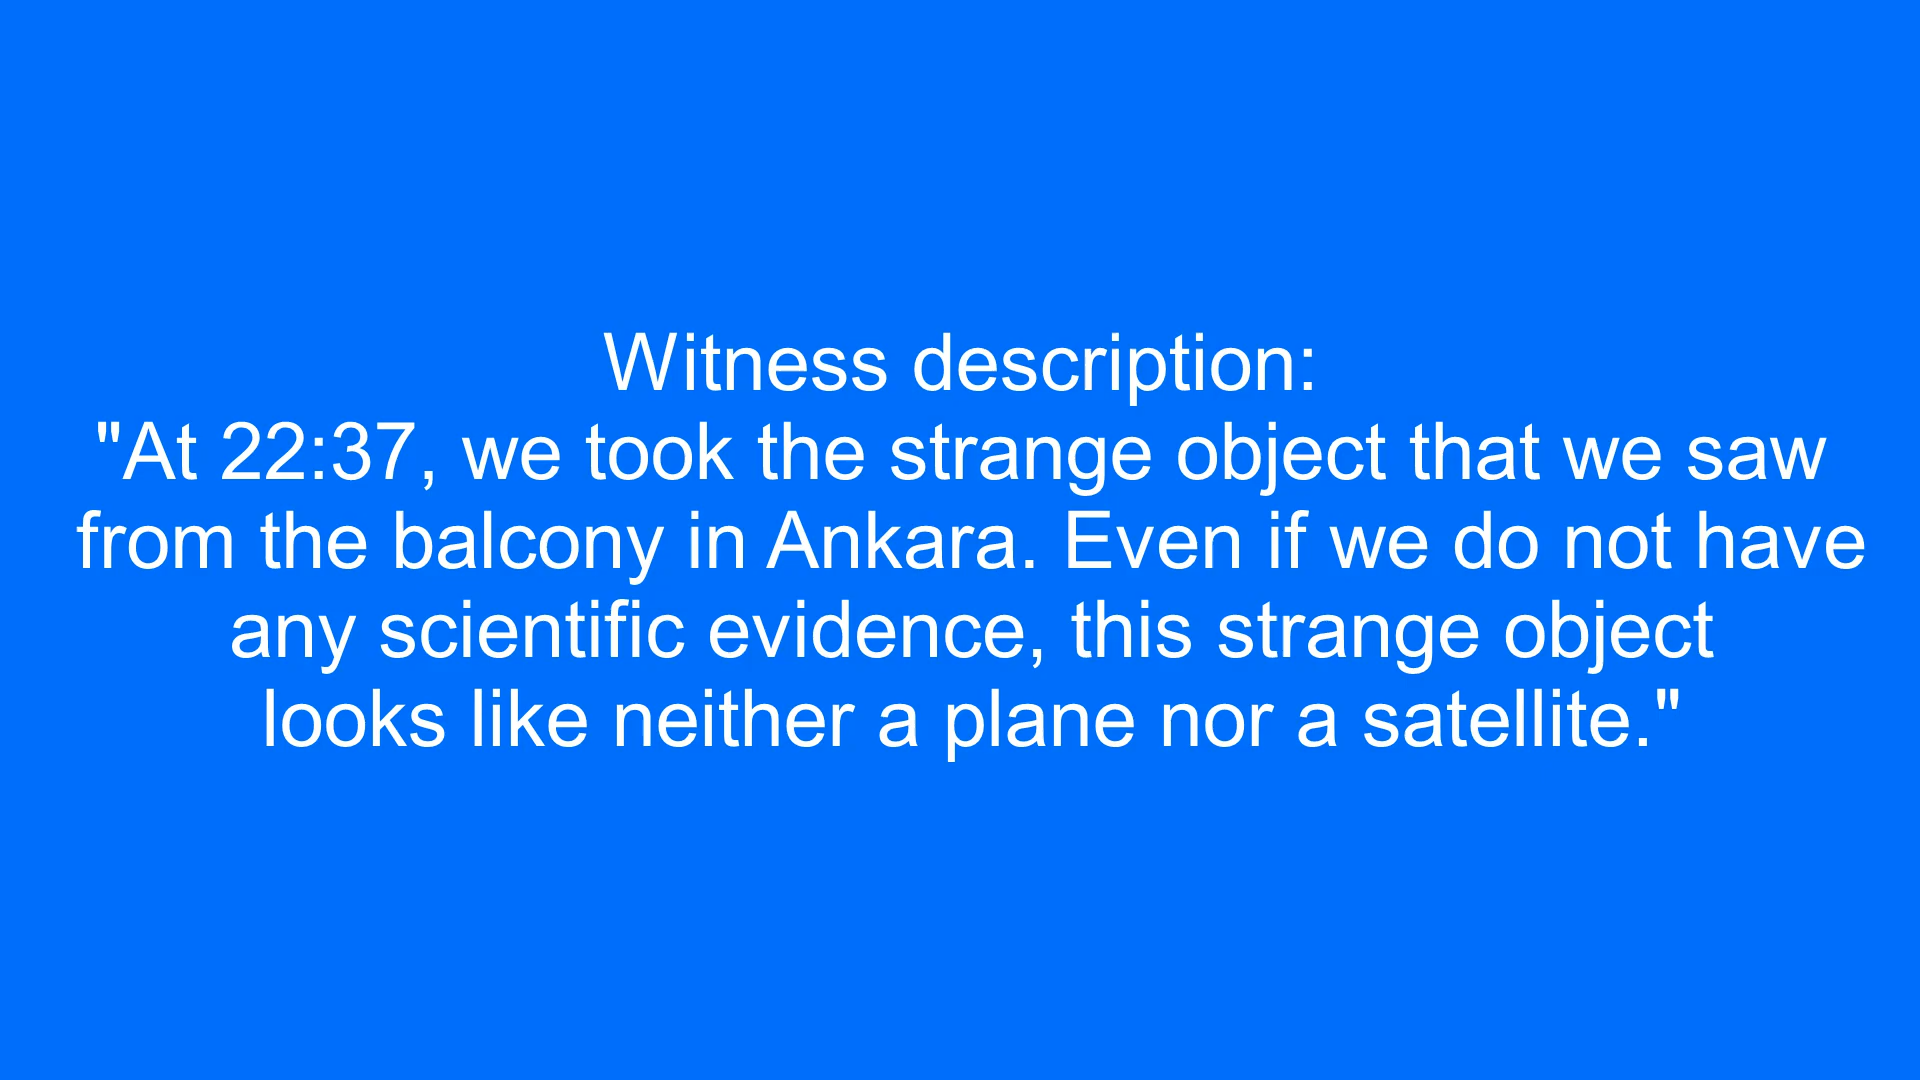 Witness description:
"At 22:37, we took the strange object that we saw
from the balcony in Ankara. Even if we do not have
any scientific evidence, this strange object
looks like neither a plane nor a satellite."